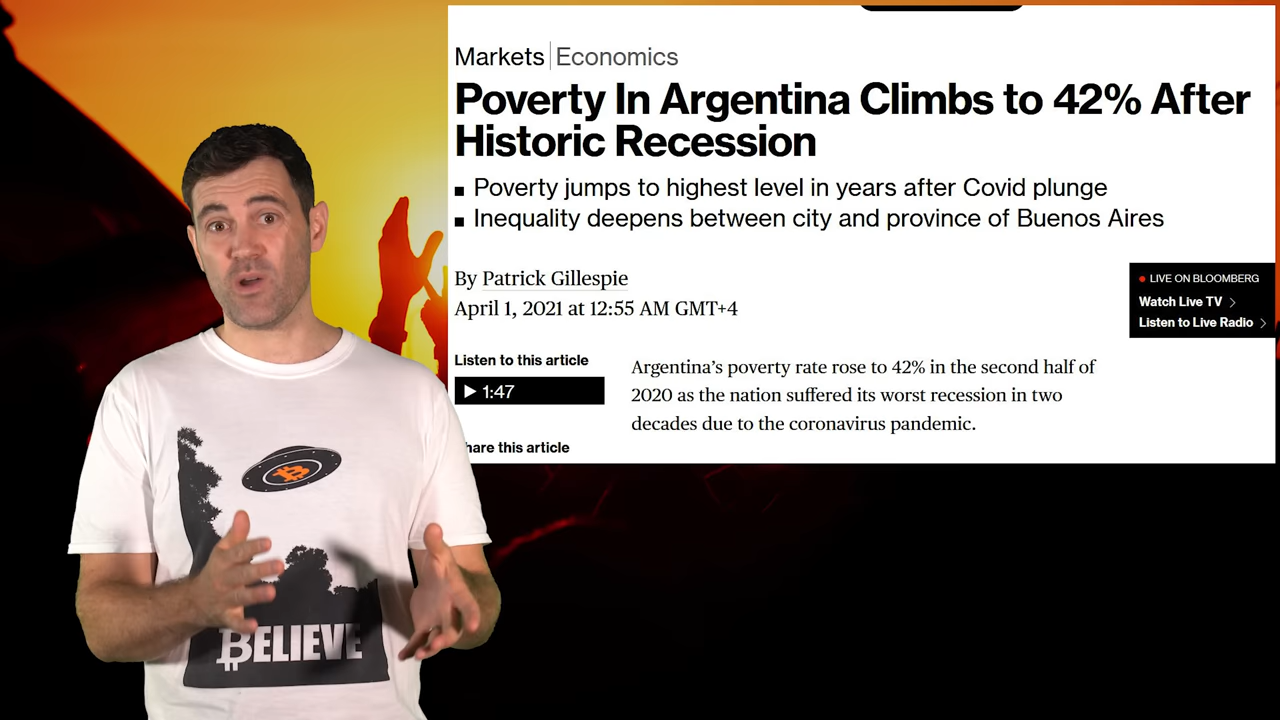 Markets | Economics
Poverty In Argentina Climbs to 42% After
Historic Recession
Poverty jumps to highest level in years after Covid plunge
Inequality deepens between city and province of Buenos Aires
By Patrick Gillespie
April 1, 2021 at 12:55 AM GMT+4
LIVE ON BLOOMBERG
Watch Live TV
Listen to Live Radio
Listen to this article
1:47
Argentina's poverty rate rose to 42% in the second half of
2020 as the nation suffered its worst recession in two
decades due to the coronavirus pandemic.
hare this article
BELIEVE